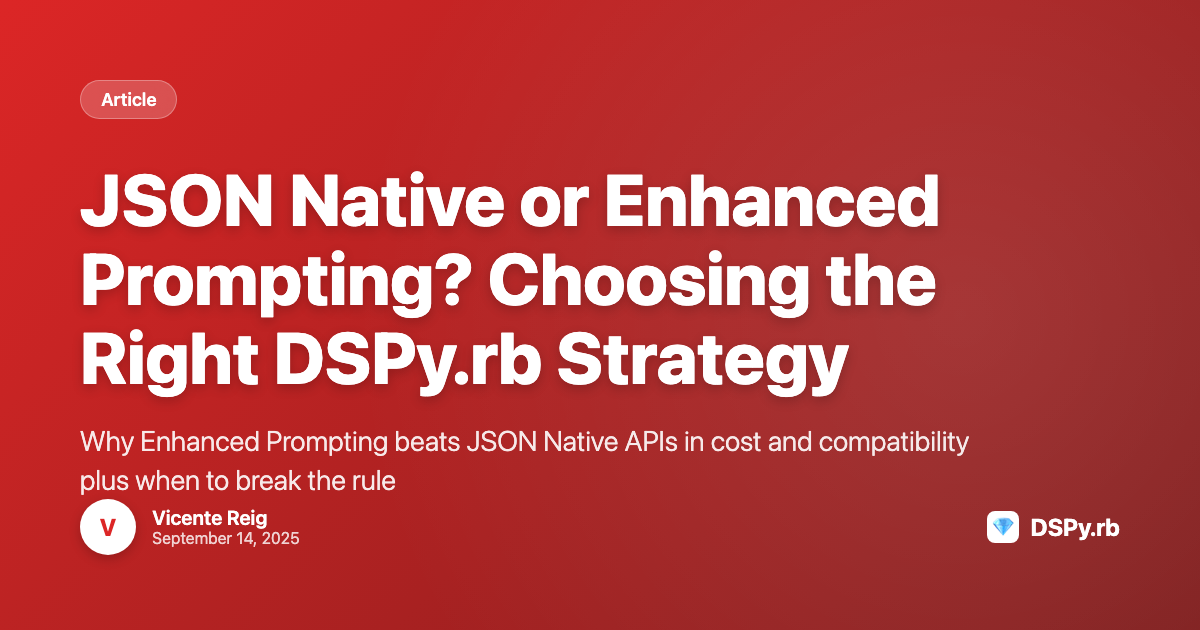 Article
JSON Native or Enhanced
Prompting? Choosing the
Right DSPy.rb Strategy
Why Enhanced Prompting beats JSON Native APIs in cost and compatibility
plus when to break the rule
V
Vicente Reig
September 14, 2025
DSPy.rb